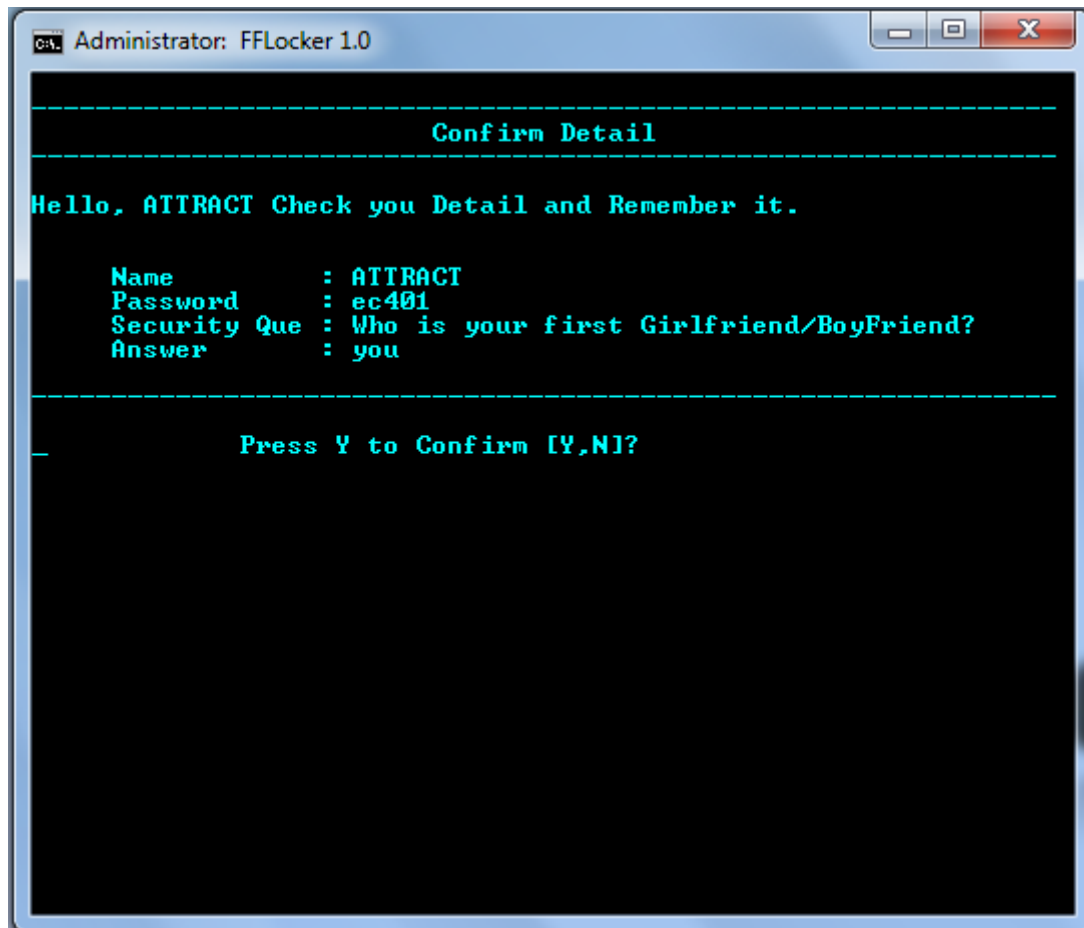 Administrator: FFLocker 1.0
Confirm Detail
Hello, ATTRACT Check you Detail and Remember it.
Name : ATTRACT
Password : ec401
Security Que : Who is your first Girlfriend/BoyFriend?
Answer : you
_ Press Y to Confirm [Y,N]?